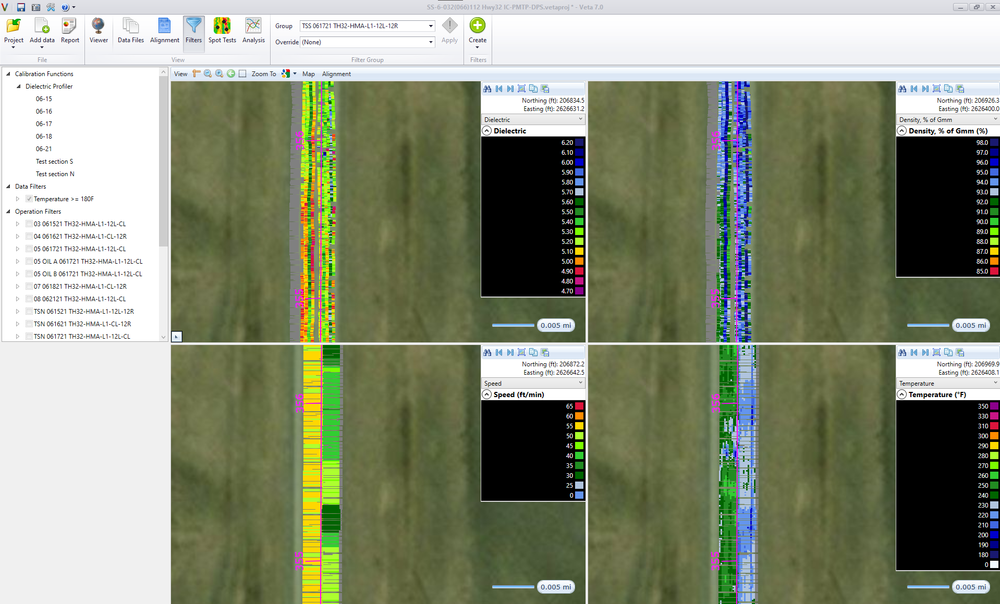 SS-6-032(066)112 Hwy32 IC-PMTP-DPS.vetaproj * - Veta 7.0
Project
Add data
Report
Viewer
Data Files
Alignment
Filters
Spot Tests
Analysis
Group
TSS 061721 TH32-HMA-L1-12L-12R
Override
(None)
Apply
Create
File
View
Filter Group
Filters
Calibration Functions
Dielectric Profiler
06-15
06-16
06-17
06-18
06-21
Test section S
Test section N
Data Filters
Temperature >= 180F
Operation Filters
03 061521 TH32-HMA-L1-12L-CL
04 061621 TH32-HMA-L1-CL-12R
05 061721 TH32-HMA-L1-12L-CL
05 OIL A 061721 TH32-HMA-L1-12L-CL
05 OIL B 061721 TH32-HMA-L1-12L-CL
07 061821 TH32-HMA-L1-CL-12R
08 062121 TH32-HMA-L1-12L-CL
TSN 061521 TH32-HMA-L1-12L-12R
TSN 061621 TH32-HMA-L1-CL-12R
TSN 061721 TH32-HMA-L1-12L-CL
View
Zoom To
Map
Alignment
356
355
Northing (ft): 206834.5
Easting (ft): 2626631.2
Dielectric
Dielectric
6.20
6.10
6.00
5.90
5.80
5.70
5.60
5.50
5.40
5.30
5.20
5.10
5.00
4.90
4.80
4.70
0.005 mi
356
355
Northing (ft): 206926.3
Easting (ft): 2626400.0
Density, % of Gmm
Density, % of Gmm (%)
98.0
97.0
96.0
95.0
94.0
93.0
92.0
91.0
90.0
89.0
88.0
87.0
86.0
85.0
0.005 mi
356
355
Northing (ft): 206872.2
Easting (ft): 2626642.5
Speed
Speed (ft/min)
65
60
55
50
45
40
35
30
25
0
0.005 mi
356
355
Northing (ft): 206969.9
Easting (ft): 2626408.1
Temperature
Temperature (°F)
350
330
310
300
290
280
270
260
250
240
230
220
210
200
190
180
0
0.005 mi